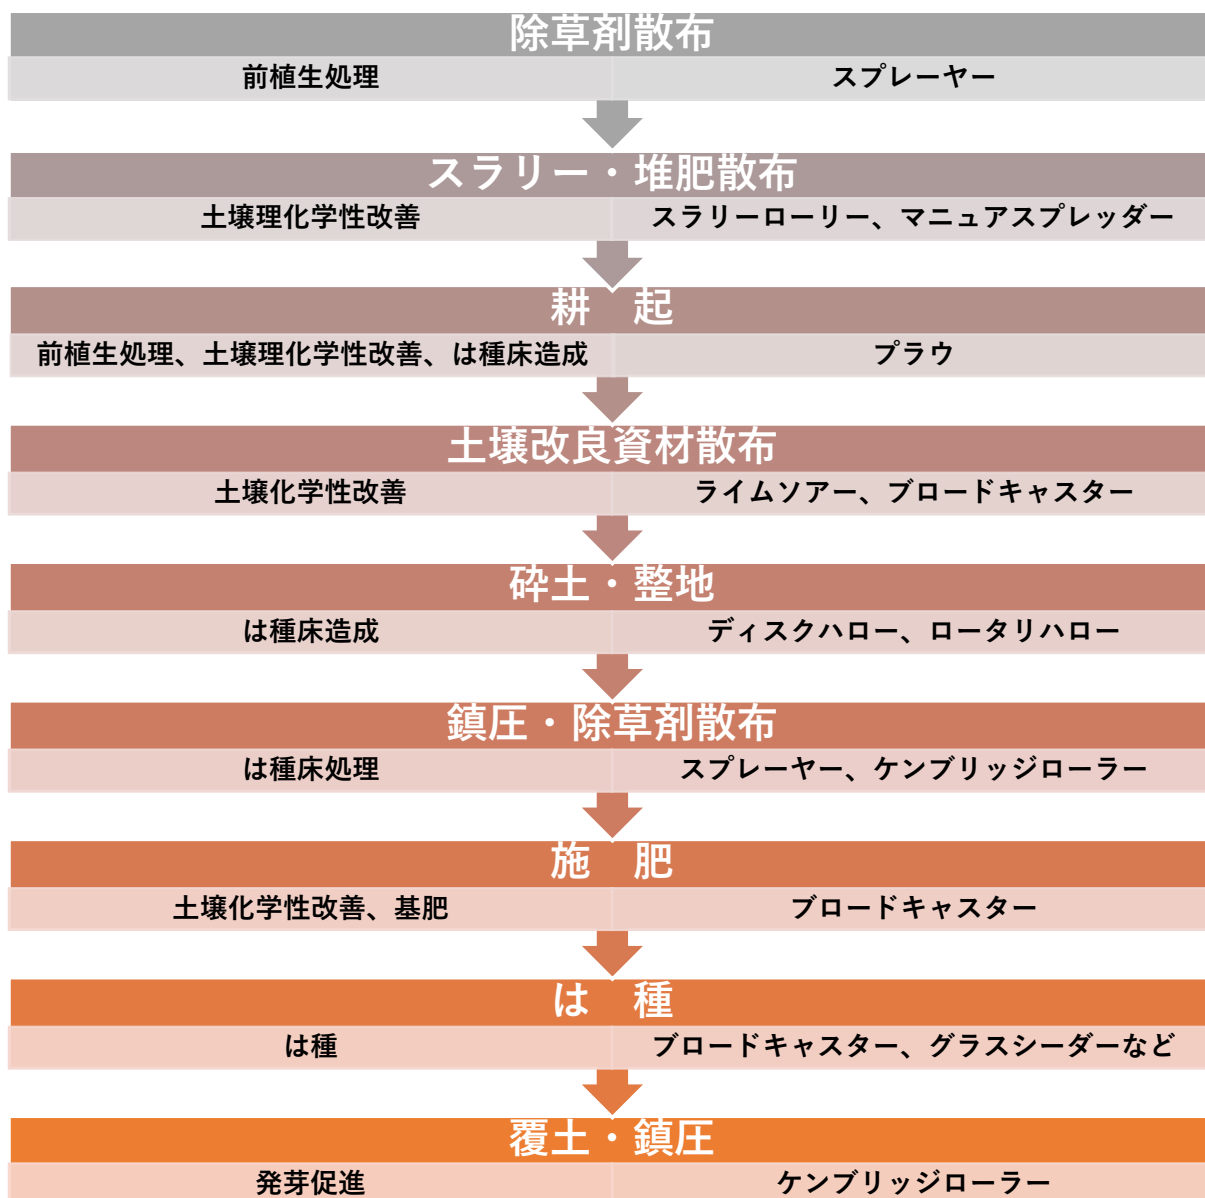 除草剤散布
前植生処理 スプレーヤー
スラリー・堆肥散布
土壌理化学性改善 スラリーローリー、マニュアスプレッダー
耕　起
前植生処理、土壌理化学性改善、は種床造成 プラウ
土壌改良資材散布
土壌化学性改善 ライムソアー、ブロードキャスター
砕土・整地
は種床造成 ディスクハロー、ロータリハロー
鎮圧・除草剤散布
は種床処理 スプレーヤー、ケンブリッジローラー
施　肥
土壌化学性改善、基肥 ブロードキャスター
は　種
は種 ブロードキャスター、グラスシーダーなど
覆土・鎮圧
発芽促進 ケンブリッジローラー